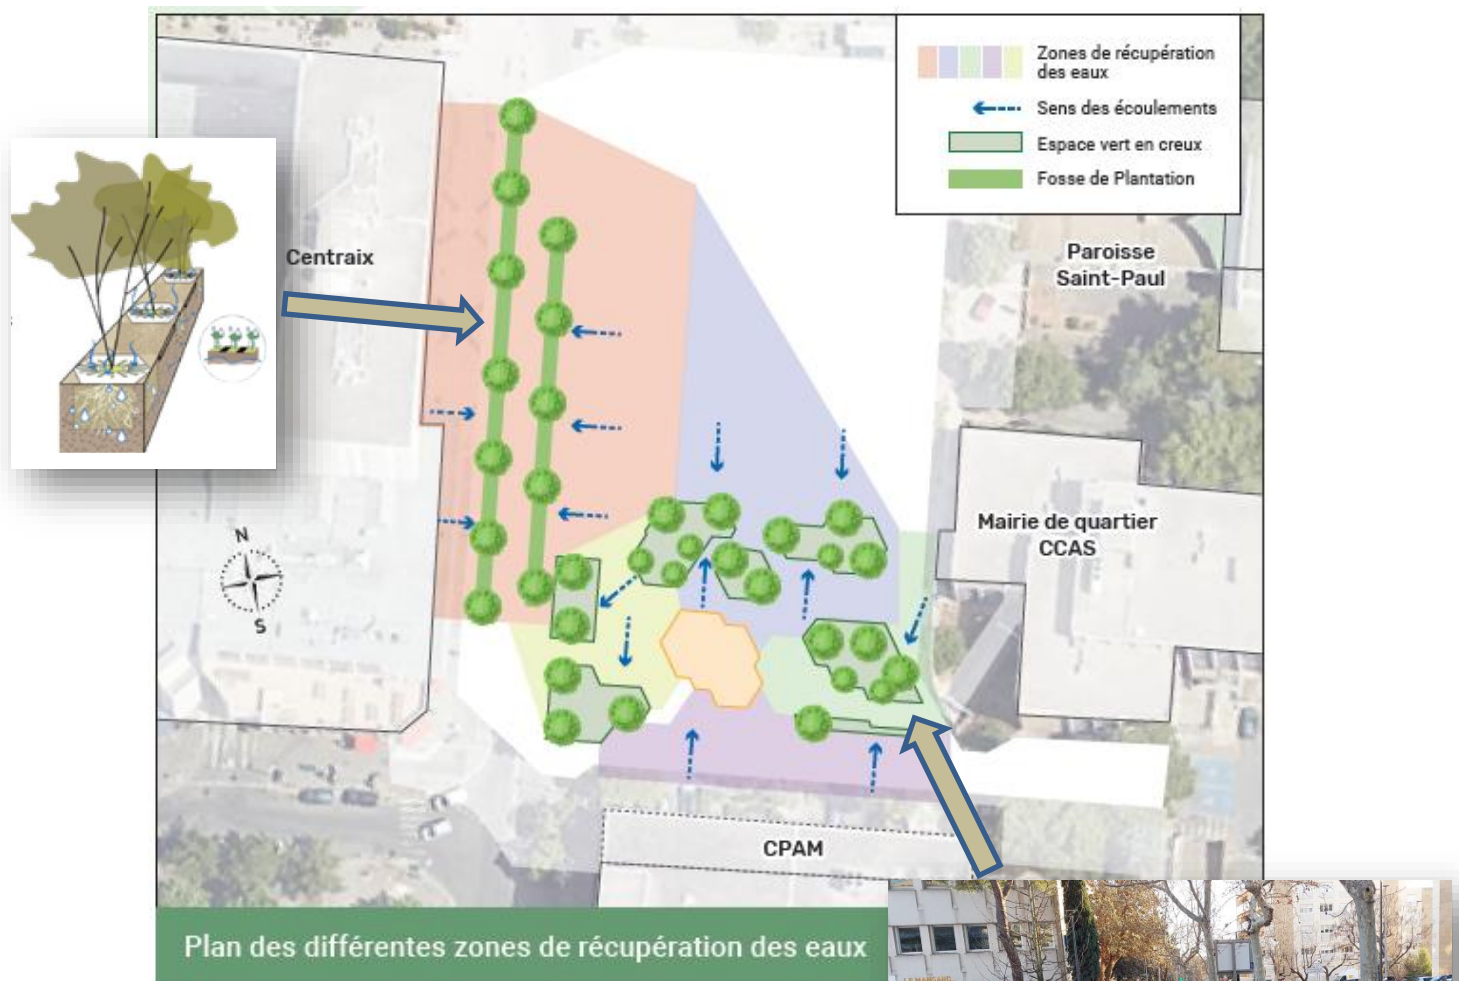 Zones de récupération
des eaux
Sens des écoulements
Espace vert en creux
Fosse de Plantation
Centraix
Paroisse
Saint-Paul
Mairie de quartier
CCAS
N
S
CPAM
Plan des différentes zones de récupération des eaux